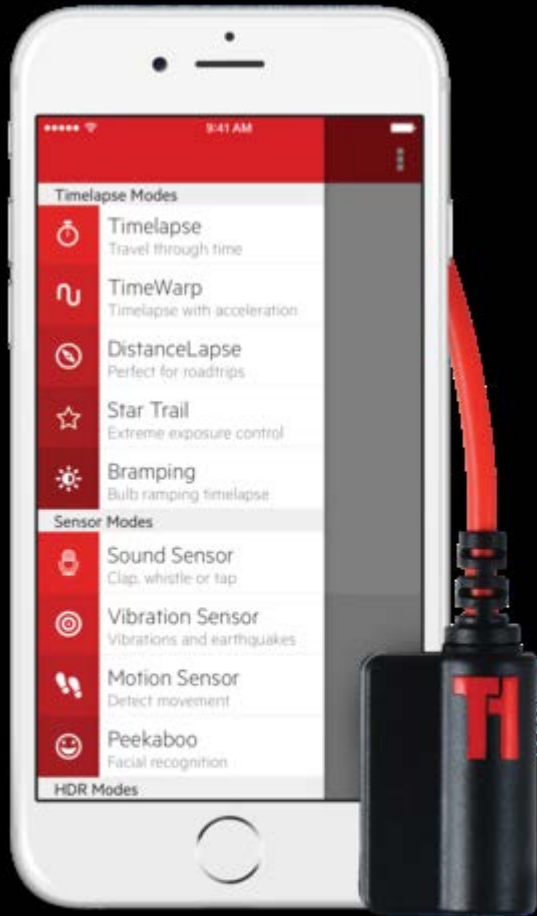 9:41 AM
Timelapse Modes
Timelapse
Travel through time
TimeWarp
Timelapse with acceleration
DistanceLapse
Perfect for roadtrips
Star Trail
Extreme exposure control
Bramping
Bulb ramping timelapse
Sensor Modes
Sound Sensor
Clap, whistle or tap
Vibration Sensor
Vibrations and earthquakes
Motion Sensor
Detect movement
Peekaboo
Facial recognition
HDR Modes